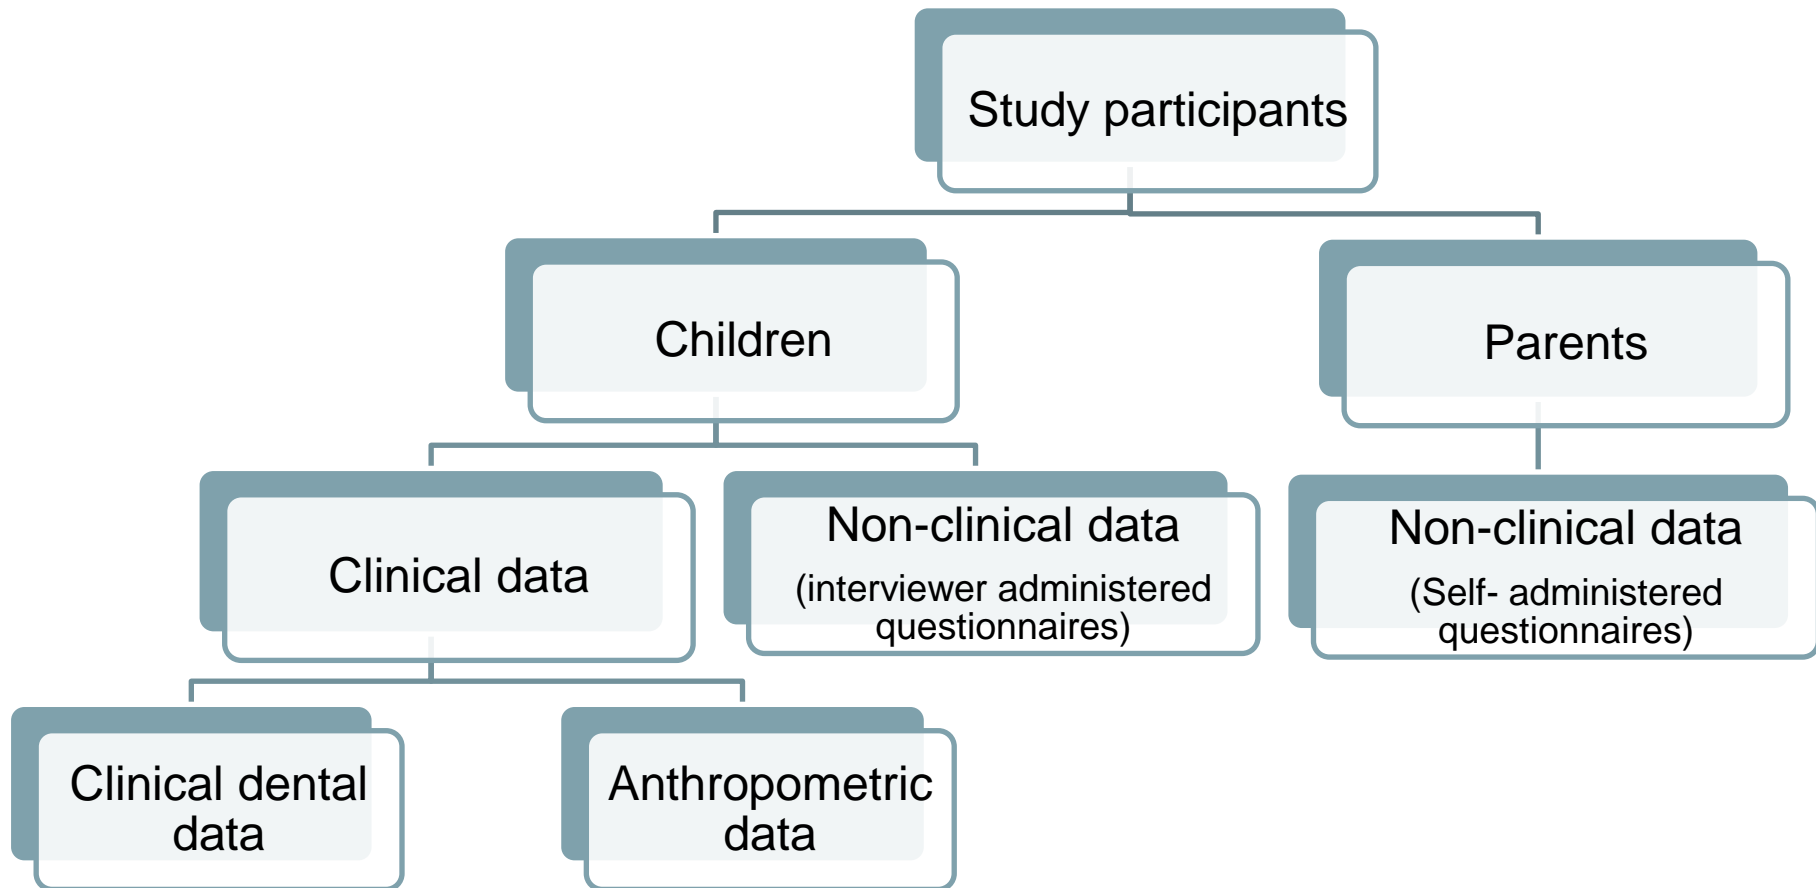 Study participants
Children
Parents
Clinical data
Non-clinical data
(interviewer administered
questionnaires)
Non-clinical data
(Self- administered
questionnaires)
Clinical dental
data
Anthropometric
data